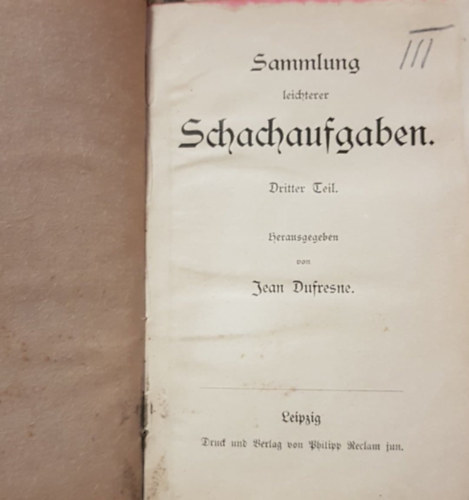 III
Sammlung
leichterer
Schachaufgaben.
Dritter Teil.
Herausgegeben
von
Jean Dufresne.
Leipzig
Druck und Verlag von Philipp Reclam jun.